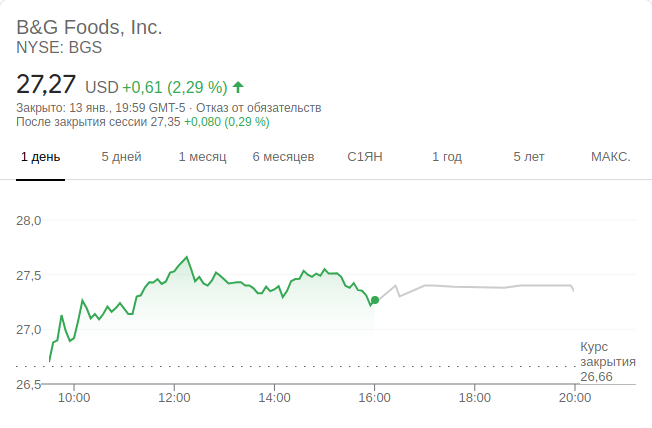 B&G Foods, Inc.
NYSE: BGS
27,27 USD +0,61 (2,29 %)
Закрыто: 13 янв., 19:59 GMT-5 · Отказ от обязательств
После закрытия сессии 27,35 +0,080 (0,29 %)
1 день 5 дней 1 месяц 6 месяцев С1ЯН 1 год 5 лет МАКС.
28,0
27,5
27,0
Курс
закрытия
26,66
26,5
10:00 12:00 14:00 16:00 18:00 20:00